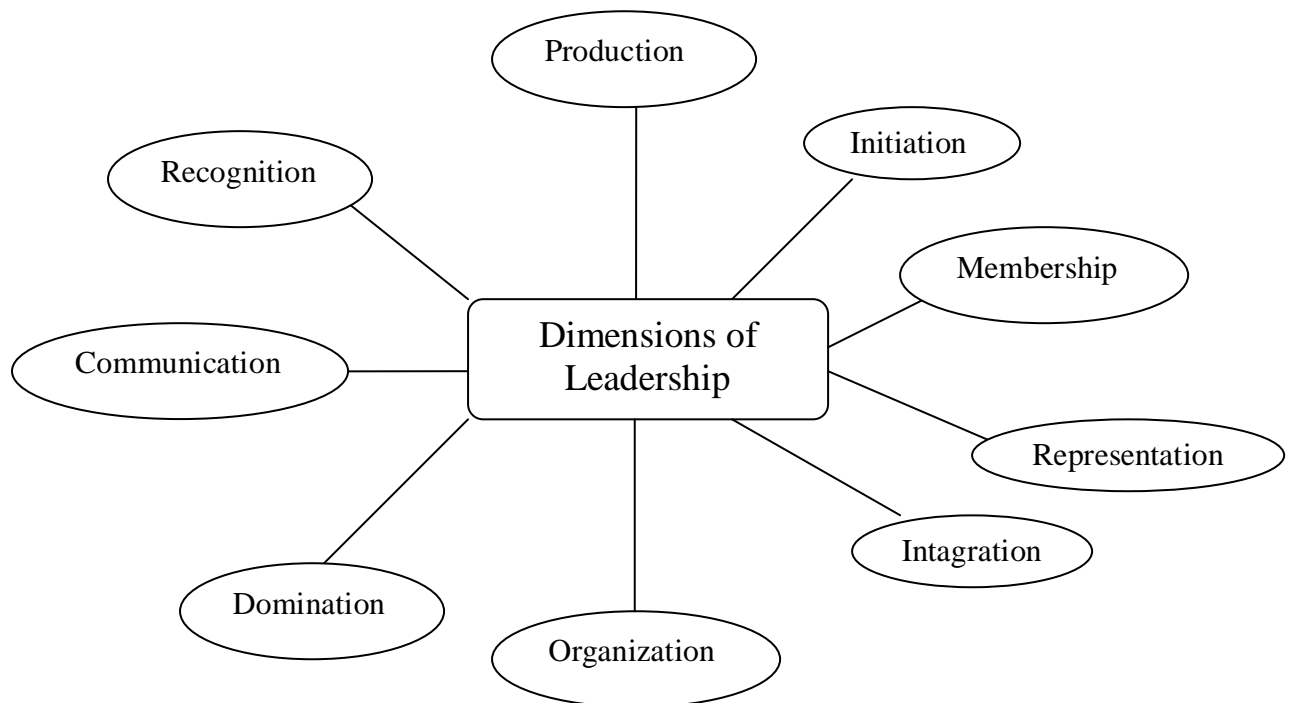 Production
Initiation
Recognition
Membership
Dimensions of
Leadership
Communication
Representation
Intagration
Domination
Organization